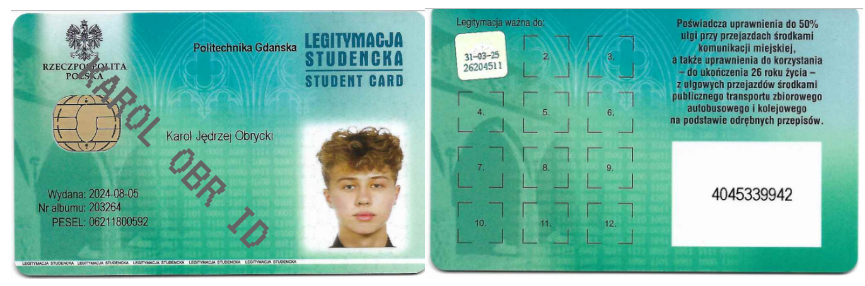 RZECZPOSPOLITA
POLSKA
Politechnika Gdańska
LEGITYMACJA
STUDENCKA
STUDENT CARD
KAROL OBR ID
Karol Jędrzej Obrycki
Wydana: 2024-08-05
Nr albumu: 203264
PESEL: 06211800592
LEGITYMACJA STUDENCKA LEGITYMACJA STUDENCKA LEGITYMACJA STUDENCKA LEGITYMACJA STUDENCKA LEGITYMACJA STUDENCKA
Legitymacja ważna do:
31-03-25
26204511
2.
3.
4.
5.
6.
7.
8.
9.
10.
11.
12.
Poświadcza uprawnienia do 50%
ulgi przy przejazdach środkami
komunikacji miejskiej,
a także uprawnienia do korzystania
– do ukończenia 26 roku życia –
z ulgowych przejazdów środkami
publicznego transportu zbiorowego
autobusowego i kolejowego
na podstawie odrębnych przepisów.
4045339942